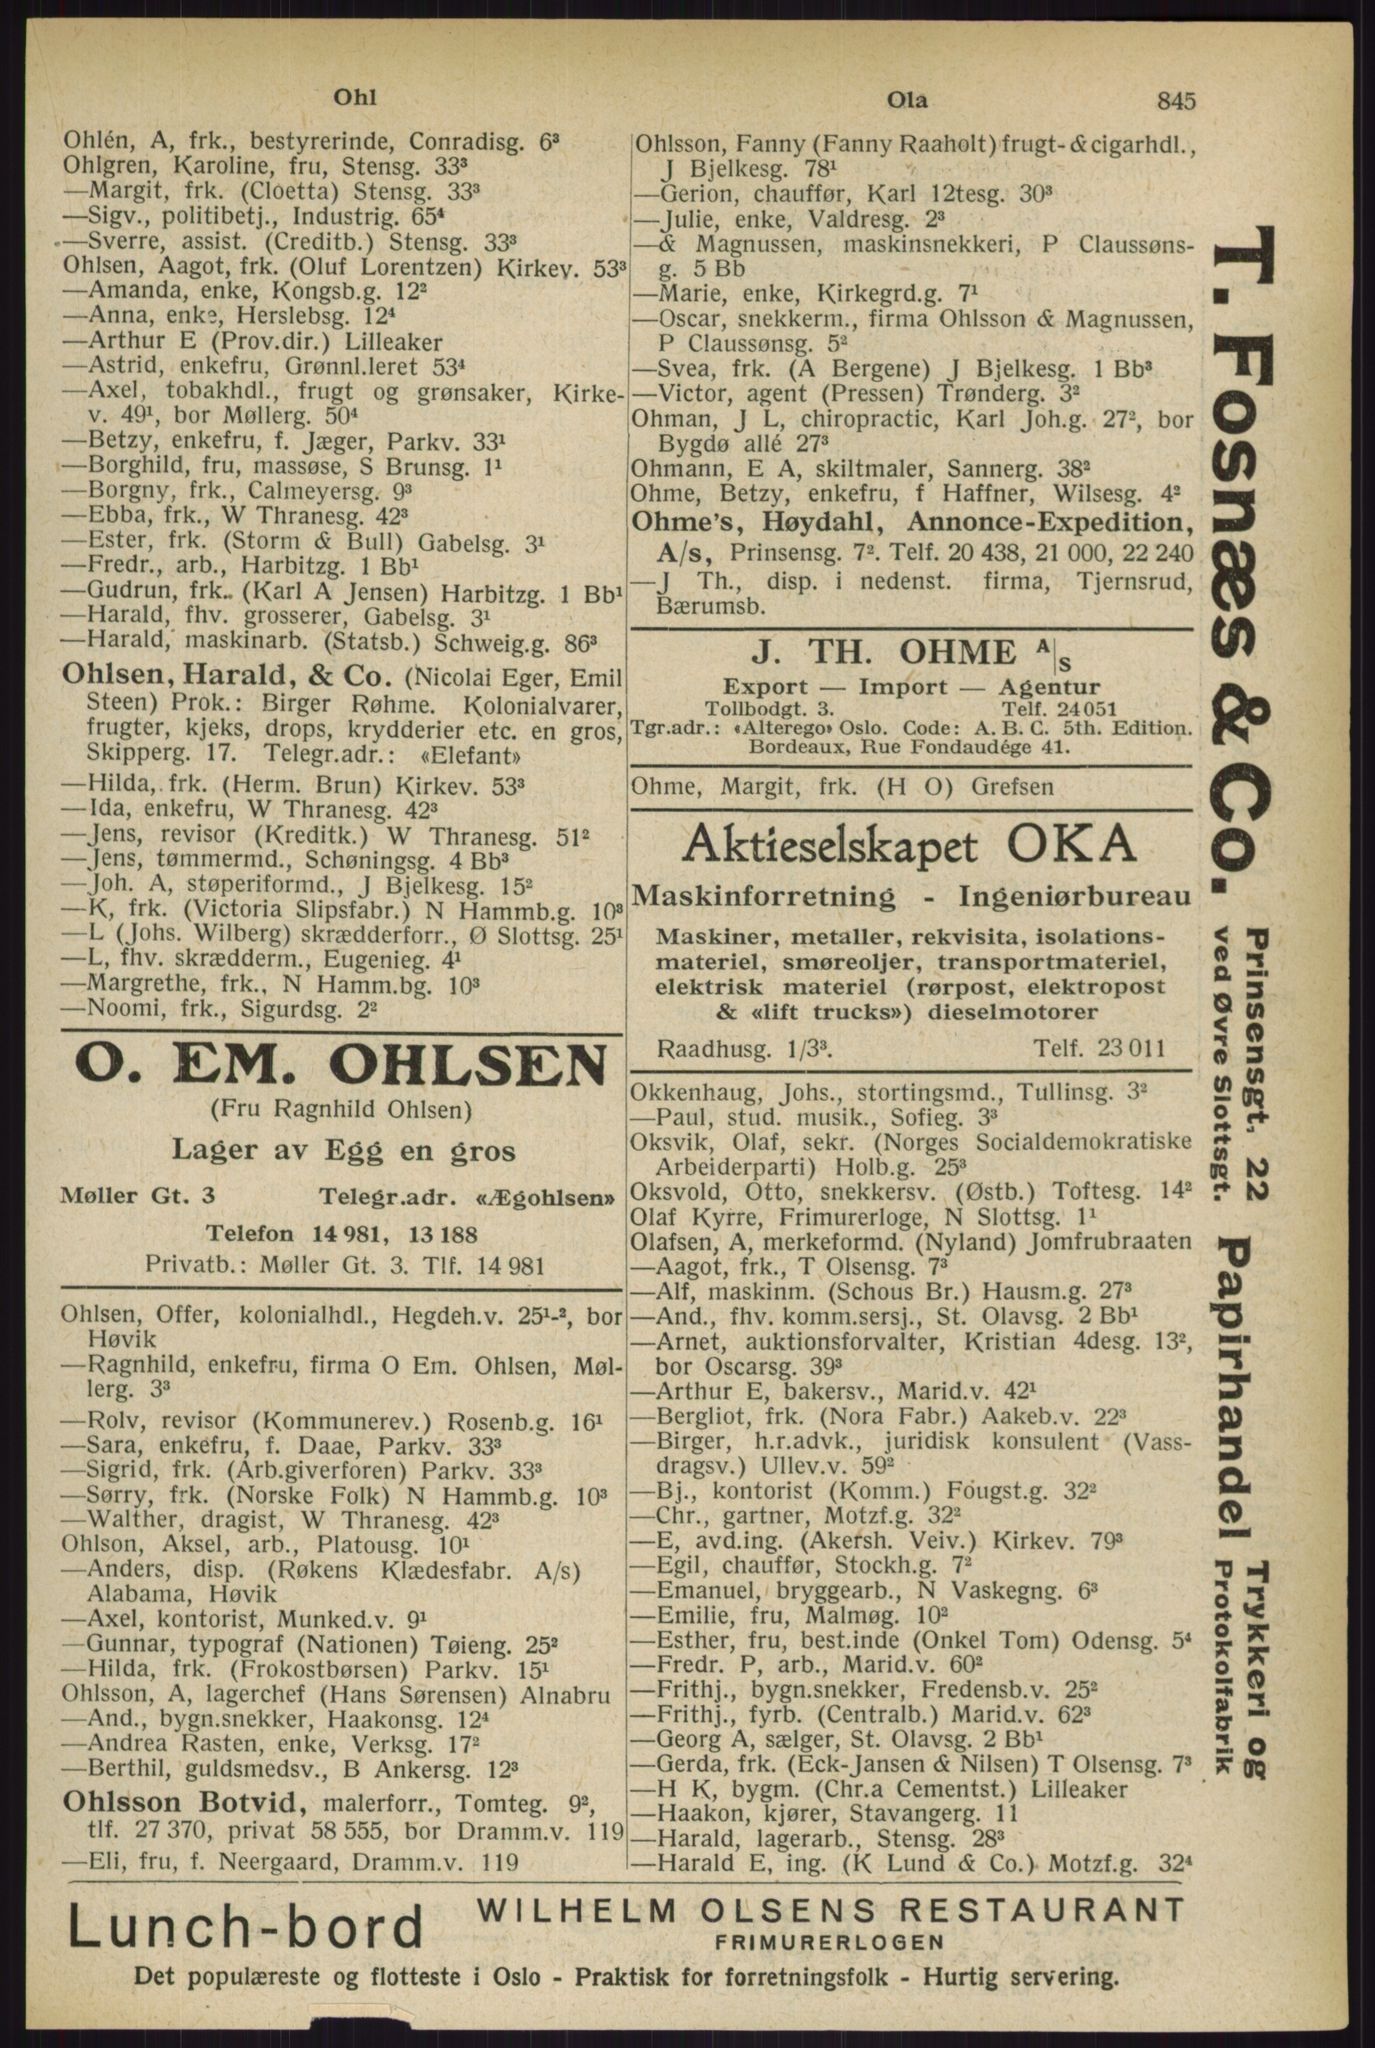 Ohl
Ola
845
Ohlén, A, frk., bestyrerinde, Conradisg. 6³
Ohlgren, Karoline, fru, Stensg. 33³
—Margit, frk. (Cloetta) Stensg. 33³
—Sigv., politibetj., Industrig. 65⁴
—Sverre, assist. (Creditb.) Stensg. 33³
Ohlsen, Aagot, frk. (Oluf Lorentzen) Kirkev. 53³
—Amanda, enke, Kongsb.g. 12²
—Anna, enke, Herslebsg. 12⁴
—Arthur E (Prov.dir.) Lilleaker
—Astrid, enkefru, Grønnl.leret 53⁴
—Axel, tobakhdl., frugt og grønsaker, Kirke-
v. 49¹, bor Møllerg. 50⁴
—Betzy, enkefru, f. Jæger, Parkv. 33¹
—Borghild, fru, massøse, S Brunsg. 1¹
—Borgny, frk., Calmeyersg. 9³
—Ebba, frk., W Thranesg. 42³
—Ester, frk. (Storm & Bull) Gabelsg. 3¹
—Fredr., arb., Harbitzg. 1 Bb¹
—Gudrun, frk. (Karl A Jensen) Harbitzg. 1 Bb¹
—Harald, fhv. grosserer, Gabelsg. 3¹
—Harald, maskinarb. (Statsb.) Schweig.g. 86³
Ohlsen, Harald, & Co. (Nicolai Eger, Emil
Steen) Prok.: Birger Røhme. Kolonialvarer,
frugter, kjeks, drops, krydderier etc. en gros,
Skipperg. 17. Telegr.adr.: «Elefant»
—Hilda, frk. (Herm. Brun) Kirkev. 53³
—Ida, enkefru, W Thranesg. 42³
—Jens, revisor (Kreditk.) W Thranesg. 51²
—Jens, tømmermd., Schøningsg. 4 Bb³
—Joh. A, støperiformd., J Bjelkesg. 15²
—K, frk. (Victoria Slipsfabr.) N Hammb.g. 10³
—L (Johs. Wilberg) skrædderforr., Ø Slottsg. 25¹
—L, fhv. skrædderm., Eugenieg. 4¹
—Margrethe, frk., N Hamm.bg. 10³
—Noomi, frk., Sigurdsg. 2²
O. EM. OHLSEN
(Fru Ragnhild Ohlsen)
Lager av Egg en gros
Møller Gt. 3 Telegr.adr. «Ægohlsen»
Telefon 14 981, 13 188
Privatb.: Møller Gt. 3. Tlf. 14 981
Ohlsen, Offer, kolonialhdl., Hegdeh.v. 25¹-², bor
Høvik
—Ragnhild, enkefru, firma O Em. Ohlsen, Møl-
lerg. 3³
—Rolv, revisor (Kommunerev.) Rosenb.g. 16¹
—Sara, enkefru, f. Daae, Parkv. 33³
—Sigrid, frk. (Arb.giverforen) Parkv. 33³
—Sørry, frk. (Norske Folk) N Hammb.g. 10³
—Walther, dragist, W Thranesg. 42³
Ohlson, Aksel, arb., Platousg. 10¹
—Anders, disp. (Røkens Klædesfabr. A/s)
Alabama, Høvik
—Axel, kontorist, Munked.v. 9¹
—Gunnar, typograf (Nationen) Tøieng. 25²
—Hilda, frk. (Frokostbørsen) Parkv. 15¹
Ohlsson, A, lagerchef (Hans Sørensen) Alnabru
—And., bygn.snekker, Haakonsg. 12⁴
—Andrea Rasten, enke, Verksg. 17²
—Berthil, guldsmedsv., B Ankersg. 12³
Ohlsson Botvid, malerforr., Tomteg. 9²,
tlf. 27 370, privat 58 555, bor Dramm.v. 119
—Eli, fru, f. Neergaard, Dramm.v. 119
Ohlsson, Fanny (Fanny Raaholt) frugt- & cigarhdl.,
J Bjelkesg. 78¹
—Gerion, chauffør, Karl 12tesg. 30³
—Julie, enke, Valdresg. 2³
—& Magnussen, maskinsnekkeri, P Claussøns-
g. 5 Bb
—Marie, enke, Kirkegrd.g. 7¹
—Oscar, snekkerm., firma Ohlsson & Magnussen,
P Claussønsg. 5²
—Svea, frk. (A Bergene) J Bjelkesg. 1 Bb³
—Victor, agent (Pressen) Trønderg. 3²
Ohman, J L, chiropractic, Karl Joh.g. 27², bor
Bygdø allé 27³
Ohmann, E A, skiltmaler, Sannerg. 38²
Ohme, Betzy, enkefru, f Haffner, Wilsesg. 4²
Ohme's, Høydahl, Annonce-Expedition,
A/s, Prinsensg. 7². Telf. 20 438, 21 000, 22 240
—J Th., disp. i nedenst. firma, Tjernsrud,
Bærumsb.
J. TH. OHME A/S
Export — Import — Agentur
Tollbodgt. 3. Telf. 24 051
Tgr.adr.: «Alterego» Oslo. Code: A. B. C. 5th. Edition.
Bordeaux, Rue Fondaudége 41.
Ohme, Margit, frk. (H O) Grefsen
Aktieselskapet OKA
Maskinforretning - Ingeniørbureau
Maskiner, metaller, rekvisita, isolations-
materiel, smøreoljer, transportmateriel,
elektrisk materiel (rørpost, elektropost
& «lift trucks») dieselmotorer
Raadhusg. 1/3³. Telf. 23 011
Okkenhaug, Johs., stortingsmd., Tullinsg. 3²
—Paul, stud. musik., Sofieg. 3³
Oksvik, Olaf, sekr. (Norges Socialdemokratiske
Arbeiderparti) Holb.g. 25³
Oksvold, Otto, snekkersv. (Østb.) Toftesg. 14²
Olaf Kyrre, Frimurerloge, N Slottsg. 1¹
Olafsen, A, merkeformd. (Nyland) Jomfrubraaten
—Aagot, frk., T Olsensg. 7³
—Alf, maskinm. (Schous Br.) Hausm.g. 27³
—And., fhv. komm.sersj., St. Olavsg. 2 Bb¹
—Arnet, auktionsforvalter, Kristian 4desg. 13²,
bor Oscarsg. 39³
—Arthur E, bakersv., Marid.v. 42¹
—Bergliot, frk. (Nora Fabr.) Aakeb.v. 22³
—Birger, h.r.advk., juridisk konsulent (Vass-
dragsv.) Ullev.v. 59²
—Bj., kontorist (Komm.) Fougst.g. 32²
—Chr., gartner, Motzf.g. 32²
—E, avd.ing. (Akersh. Veiv.) Kirkev. 79³
—Egil, chauffør, Stockh.g. 7²
—Emanuel, bryggearb., N Vaskegng. 6³
—Emilie, fru, Malmøg. 10²
—Esther, fru, best.inde (Onkel Tom) Odensg. 5⁴
—Fredr. P, arb., Marid.v. 60²
—Frithj., bygn.snekker, Fredensb.v. 25²
—Frithj., fyrb. (Centralb.) Marid.v. 62³
—Georg A, sælger, St. Olavsg. 2 Bb¹
—Gerda, frk. (Eck-Jansen & Nilsen) T Olsensg. 7³
—H K, bygm. (Chr.a Cementst.) Lilleaker
—Haakon, kjører, Stavangerg. 11
—Harald, lagerarb., Stensg. 28³
—Harald E, ing. (K Lund & Co.) Motzf.g. 32⁴
T. Fosnæs & Co. Prinsensgt. 22
ved Øvre Slottsgt.
Papirhandel
Trykkeri og
Protokolfabrik
Lunch-bord
WILHELM OLSENS RESTAURANT
FRIMURERLOGEN
Det populæreste og flotteste i Oslo - Praktisk for forretningsfolk - Hurtig servering.